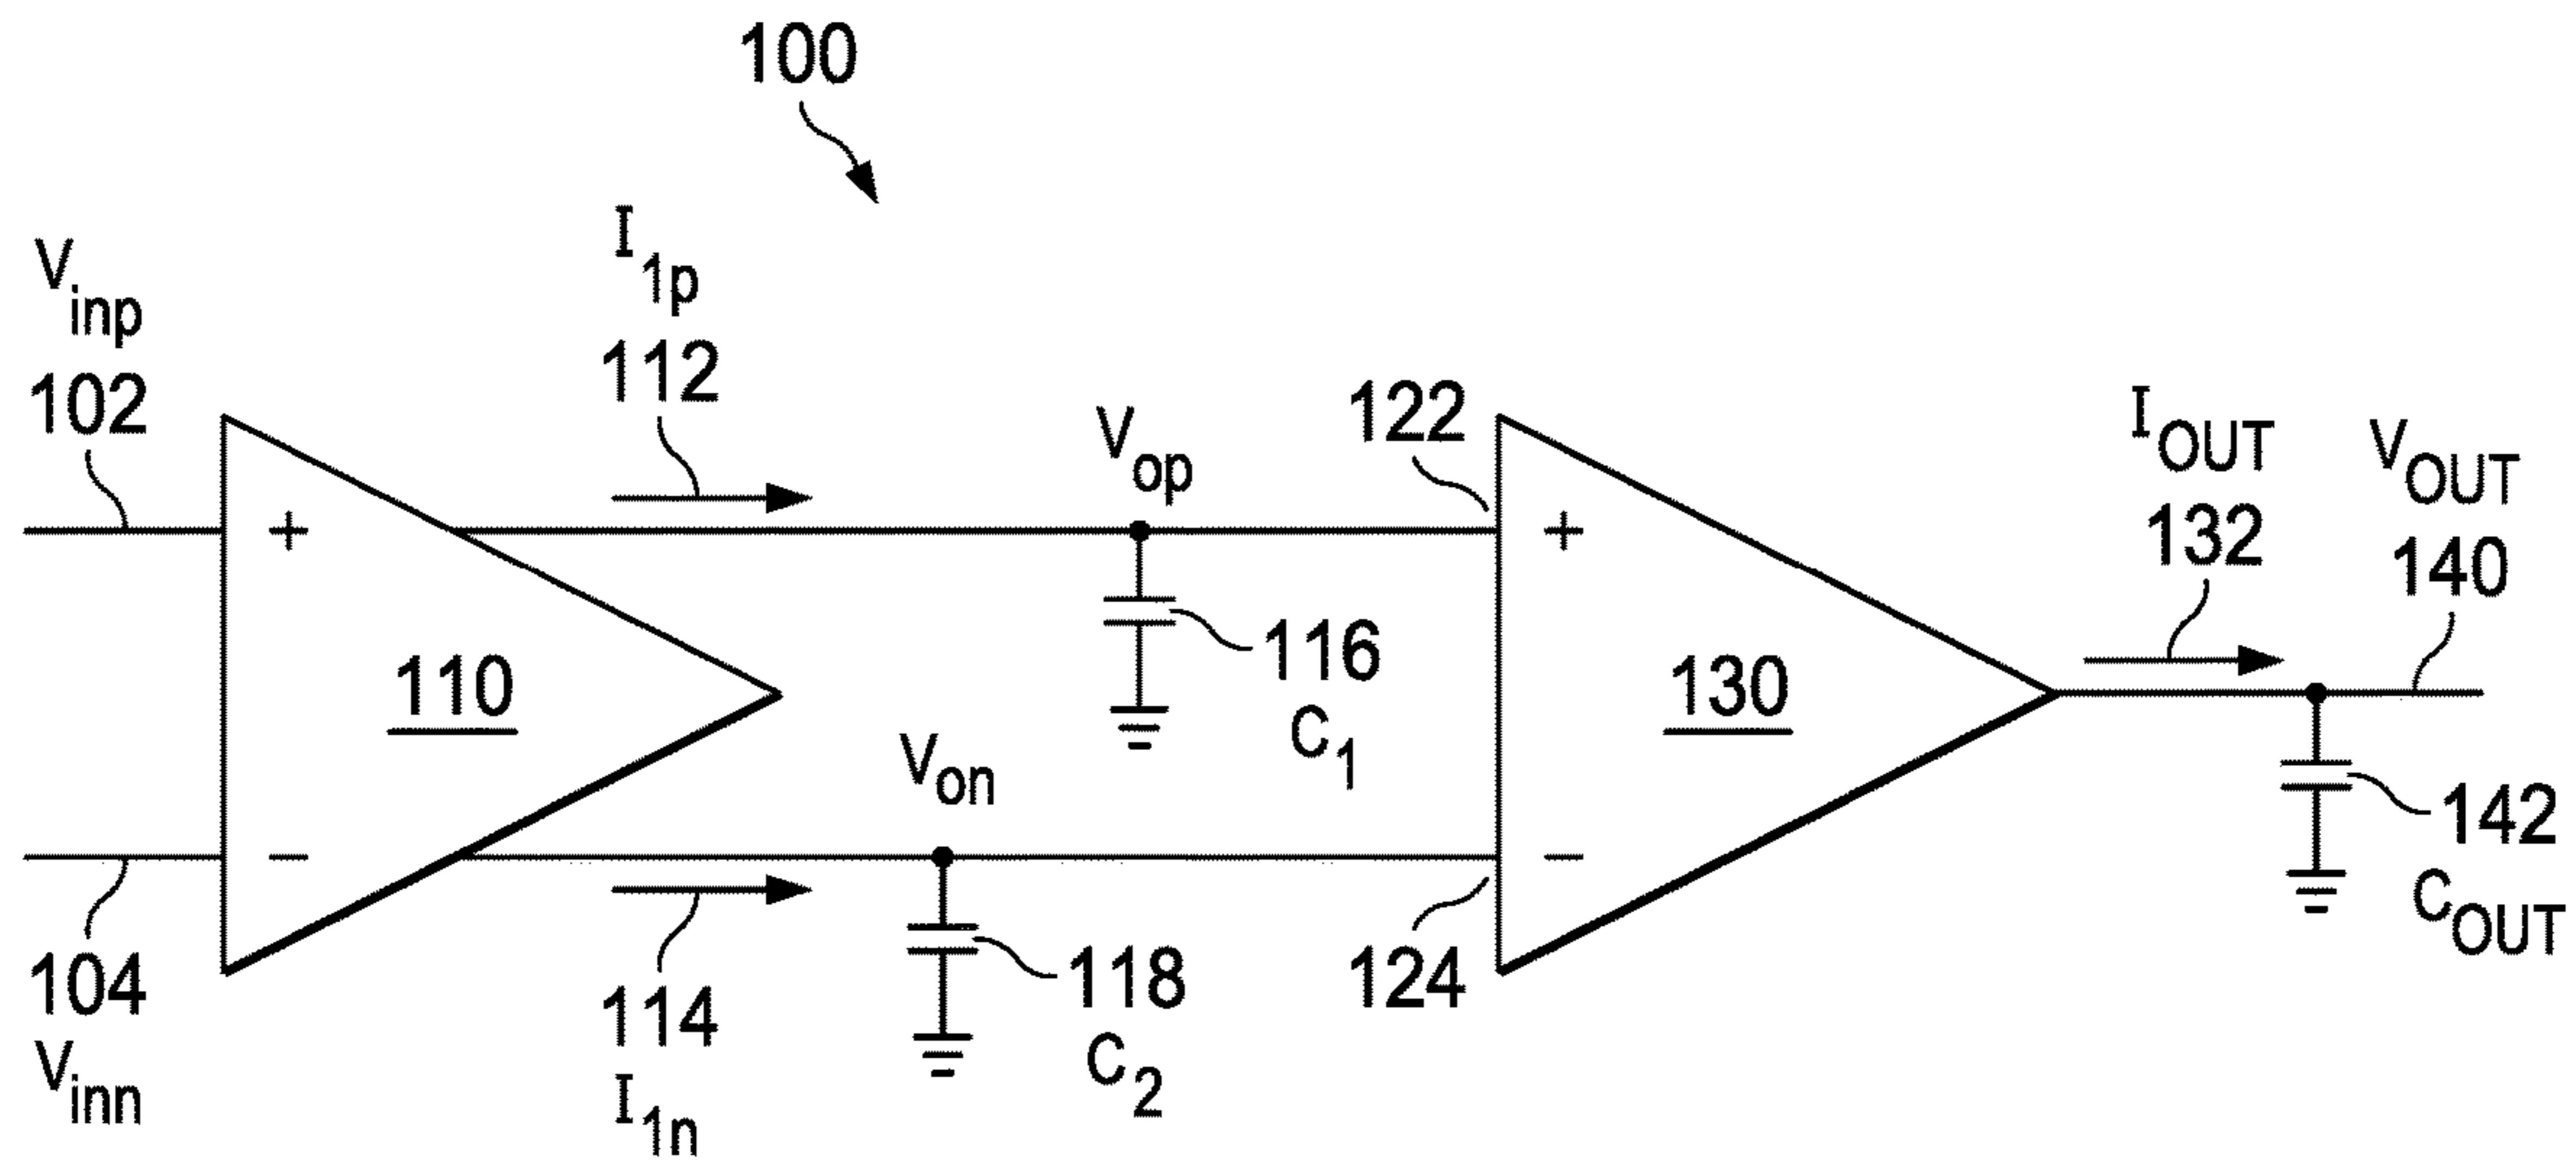 100
V inp
102
I 1p
112
+
110
−
104
V inn
114
I 1n
V op
V on
116
C 1
118
C 2
122
+
130
−
124
I OUT
132
V OUT
140
142
C OUT